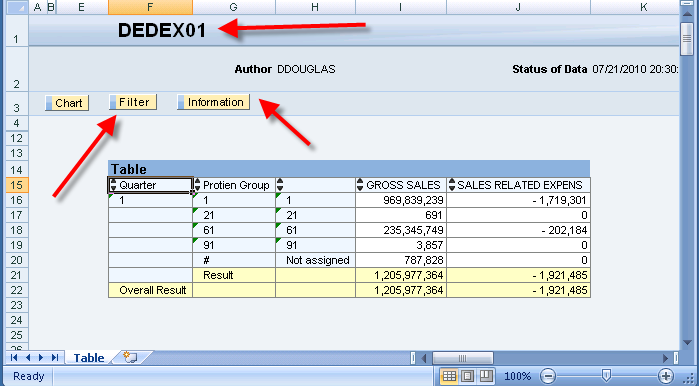 A B E F G H I J K
1 DEDEX01
2 Author DDOUGLAS Status of Data 07/21/2010 20:30:
3 Chart Filter Information
4
12
13
14 Table
15 Quarter Protien Group GROSS SALES SALES RELATED EXPENS
16 1 1 1 969,839,239 - 1,719,301
17 21 21 691 0
18 61 61 235,345,749 - 202,184
19 91 91 3,857 0
20 # Not assigned 787,828 0
21 Result 1,205,977,364 - 1,921,485
22 Overall Result 1,205,977,364 - 1,921,485
23
24
25
26
Table
Ready 100%